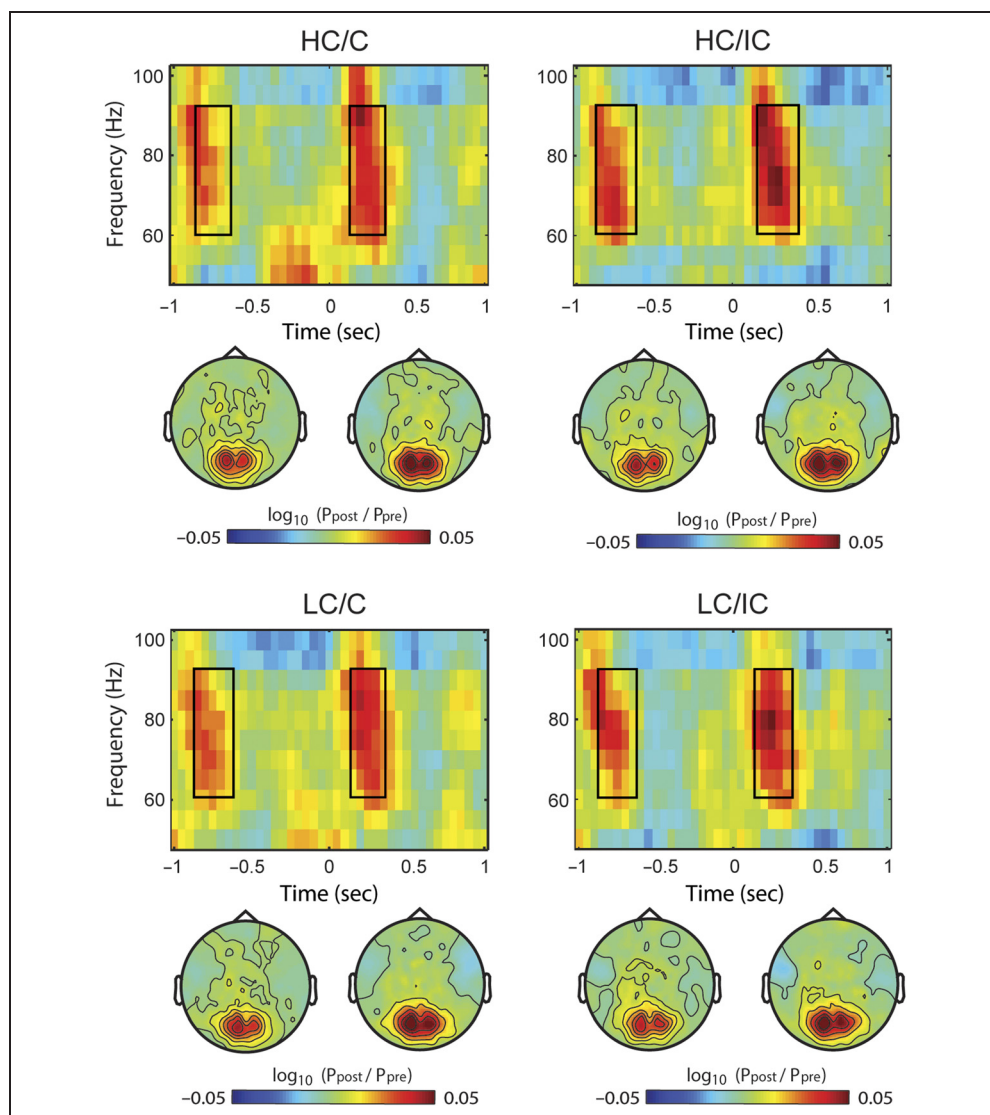 HC/C
HC/IC
Frequency (Hz)
100
80
60
100
80
60
−1 −0.5 0 0.5 1
−1 −0.5 0 0.5 1
Time (sec)
Time (sec)
log10 (Ppost / Ppre)
−0.05 0.05
log10 (Ppost / Ppre)
−0.05 0.05
LC/C
LC/IC
Frequency (Hz)
100
80
60
100
80
60
−1 −0.5 0 0.5 1
−1 −0.5 0 0.5 1
Time (sec)
Time (sec)
log10 (Ppost / Ppre)
−0.05 0.05
log10 (Ppost / Ppre)
−0.05 0.05